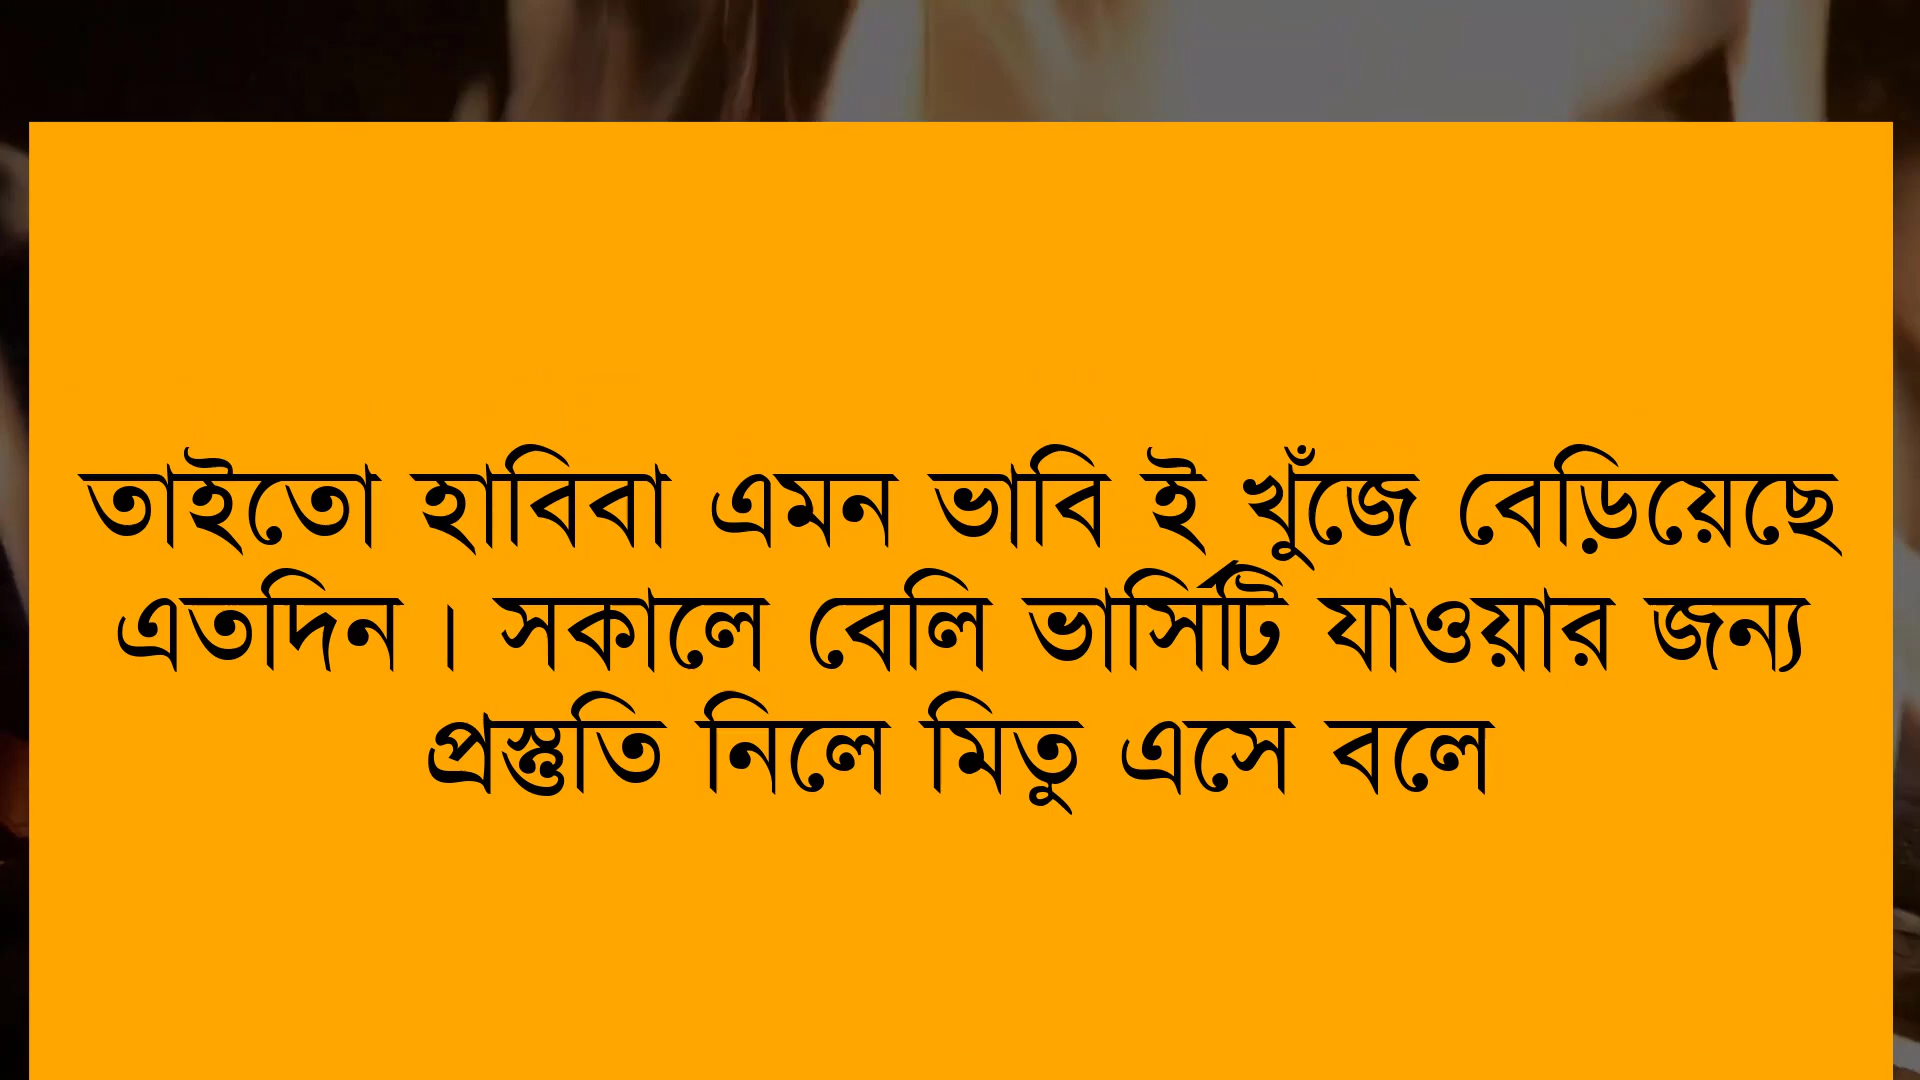 তাইতো হাবিবা এমন ভাবি ই খুঁজে বেড়িয়েছে
এতদিন। সকালে বেলি ভার্সিটি যাওয়ার জন্য
প্রস্তুতি নিলে মিতু এসে বলে